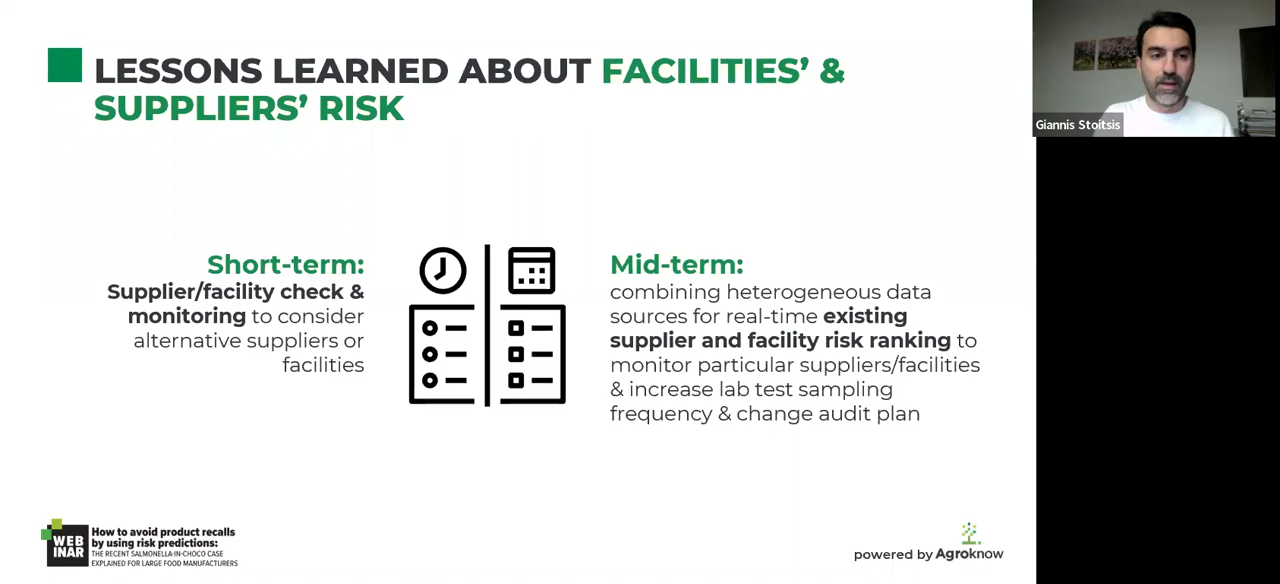 LESSONS LEARNED ABOUT FACILITIES’ &
SUPPLIERS’ RISK
Giannis Stoitsis
Short-term:
Supplier/facility check &
monitoring to consider
alternative suppliers or
facilities
Mid-term:
combining heterogeneous data
sources for real-time existing
supplier and facility risk ranking to
monitor particular suppliers/facilities
& increase lab test sampling
frequency & change audit plan
WEB
INAR
How to avoid product recalls
by using risk predictions:
THE RECENT SALMONELLA-IN-CHOCO CASE
EXPLAINED FOR LARGE FOOD MANUFACTURERS
powered by Agroknow